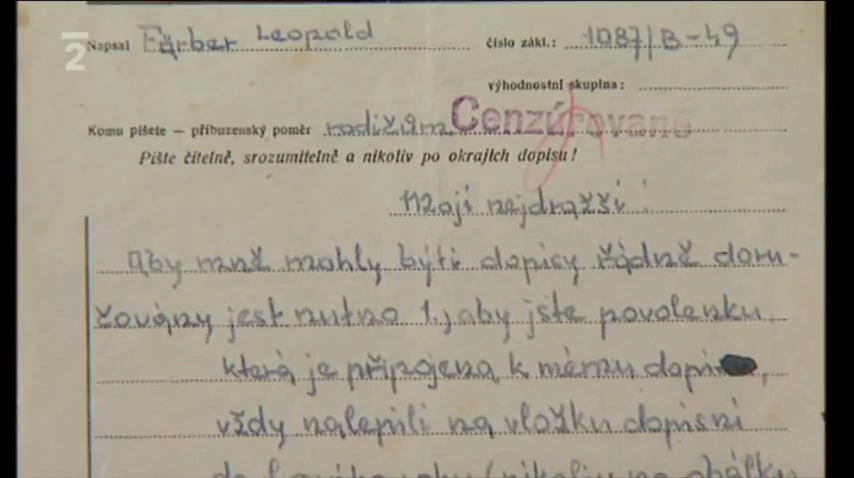 2
Napsal Färber Leopold číslo zákl.: 1087/B-49
výhodnostní skupina:
Cenzúrované
Komu píšete — příbuzenský poměr rodičům
Pište čitelně, srozumitelně a nikoliv po okrajích dopisu!
Moji nejdražší!
Aby mně mohly býti dopisy řádně doru-
čovány jest nutno 1.) aby jste povolenku,
která je připojena k mému dopisu,
vždy nalepili na vložku dopisní